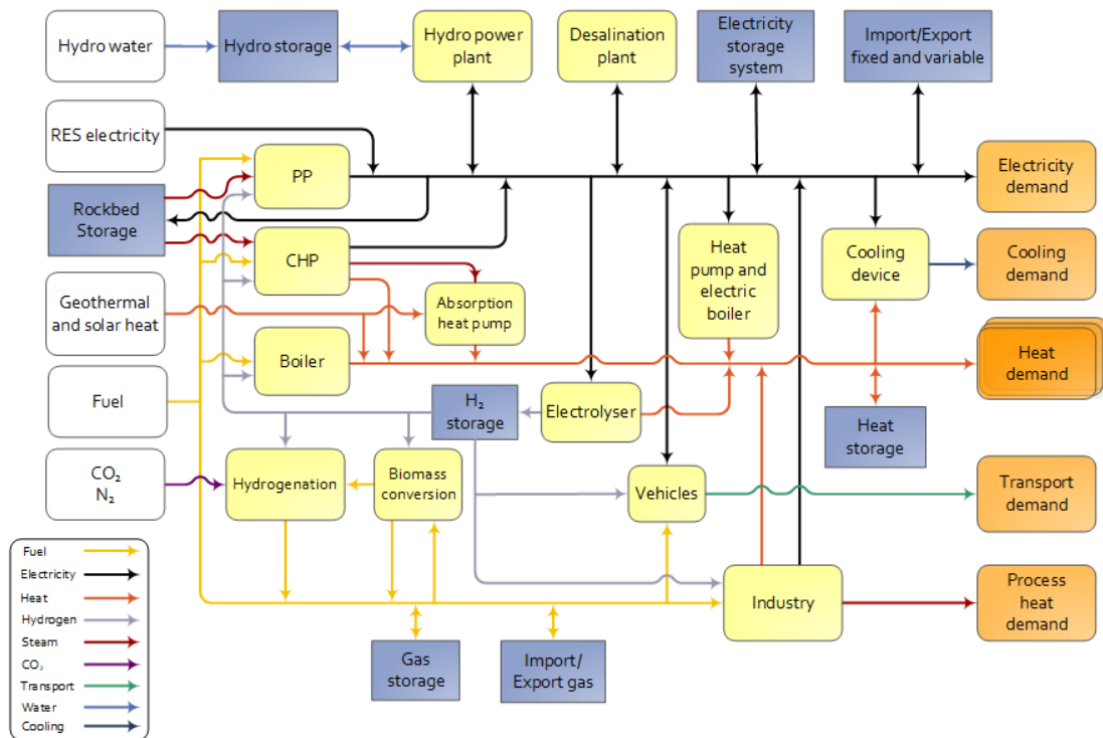 Hydro water
Hydro storage
Hydro power
plant
Desalination
plant
Electricity
storage
system
Import/Export
fixed and variable
RES electricity
PP
Electricity
demand
Rockbed
Storage
CHP
Heat
pump and
electric
boiler
Cooling
device
Cooling
demand
Geothermal
and solar heat
Absorption
heat pump
Boiler
Heat
demand
Fuel
H₂
storage
Electrolyser
Heat
storage
CO₂
N₂
Hydrogenation
Biomass
conversion
Vehicles
Transport
demand
Industry
Process
heat
demand
Gas
storage
Import/
Export gas
Fuel
Electricity
Heat
Hydrogen
Steam
CO₂
Transport
Water
Cooling